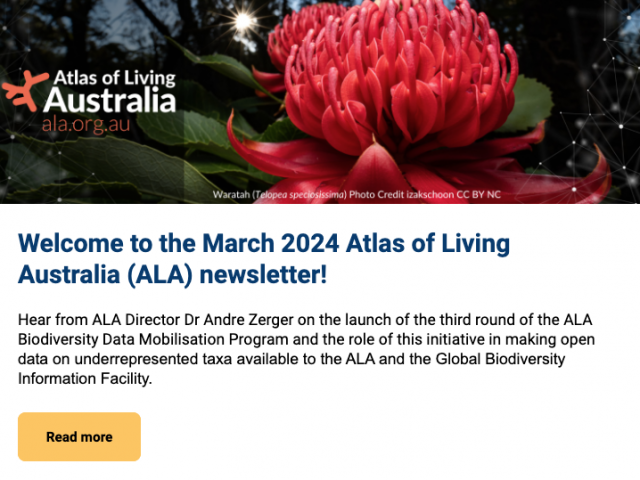 Atlas of Living
Australia
ala.org.au
Waratah (Telopea speciosissima) Photo Credit izakschoon CC BY NC
Welcome to the March 2024 Atlas of Living
Australia (ALA) newsletter!
Hear from ALA Director Dr Andre Zerger on the launch of the third round of the ALA
Biodiversity Data Mobilisation Program and the role of this initiative in making open
data on underrepresented taxa available to the ALA and the Global Biodiversity
Information Facility.
Read more